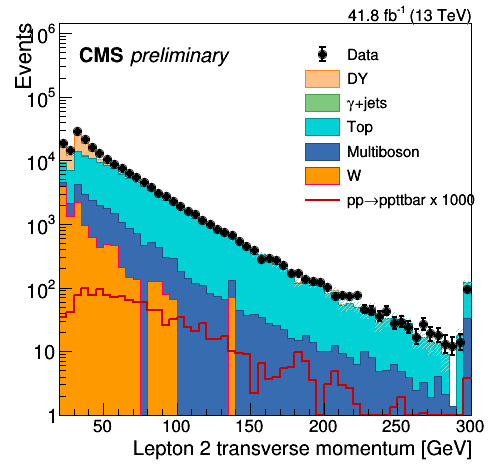 41.8 fb⁻¹ (13 TeV)
Events
CMS preliminary
Data
DY
γ+jets
Top
Multiboson
W
pp→ppttbar x 1000
10⁶
10⁵
10⁴
10³
10²
10
1
50 100 150 200 250 300
Lepton 2 transverse momentum [GeV]